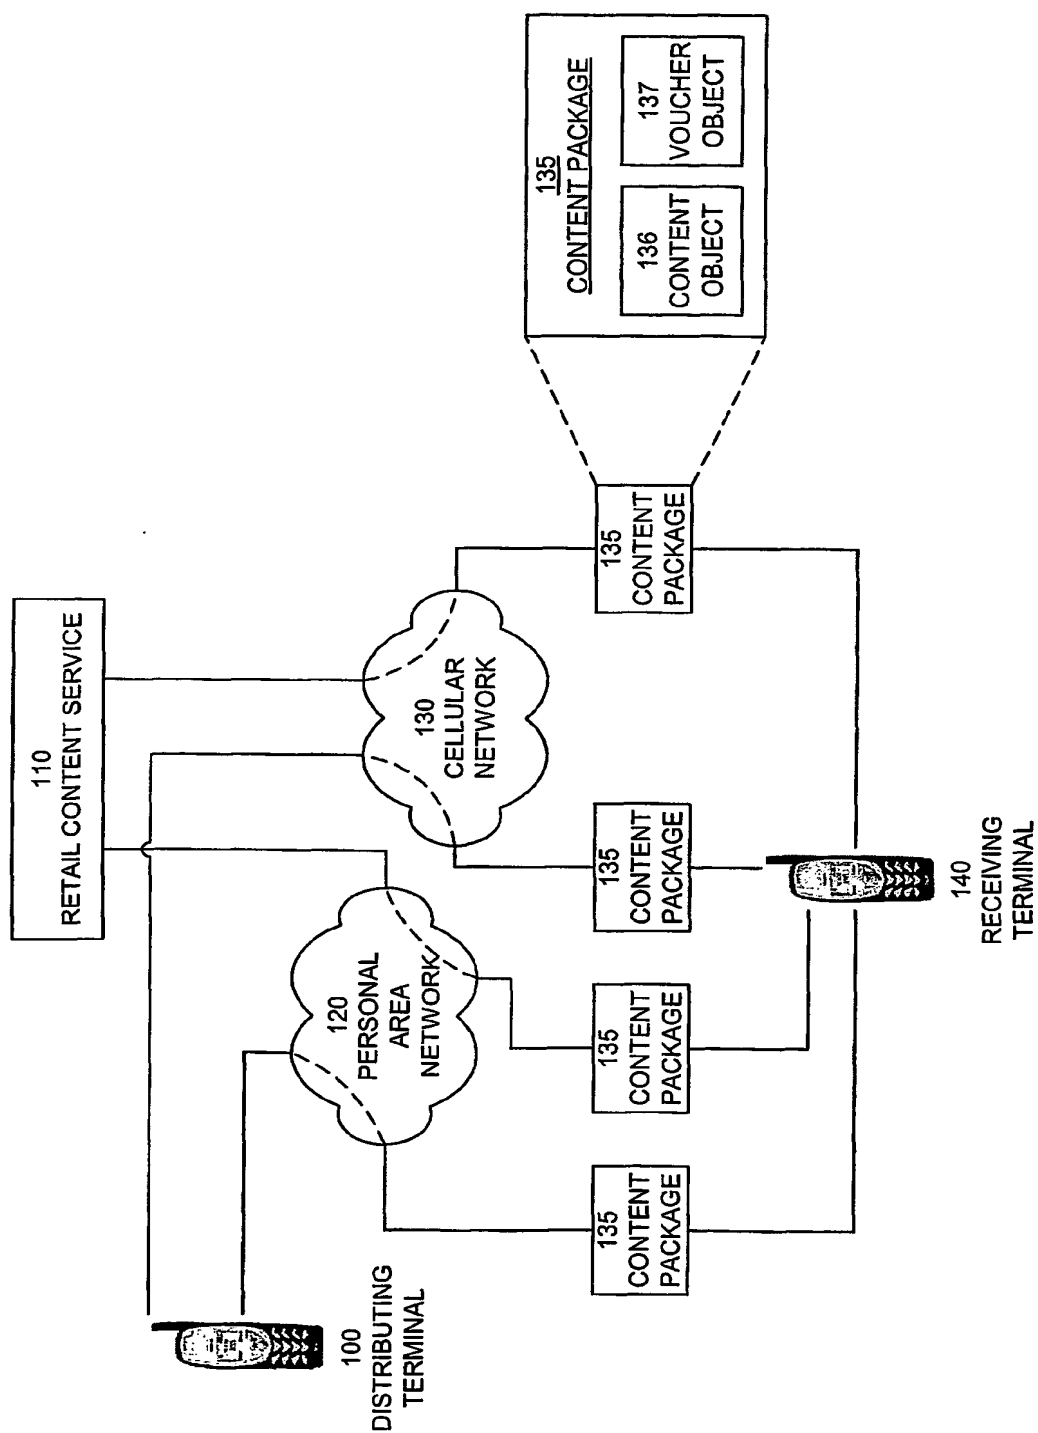 110
RETAIL CONTENT SERVICE
100
DISTRIBUTING
TERMINAL
120
PERSONAL
AREA
NETWORK
130
CELLULAR
NETWORK
135
CONTENT
PACKAGE
135
CONTENT
PACKAGE
135
CONTENT
PACKAGE
135
CONTENT
PACKAGE
140
RECEIVING
TERMINAL
135
CONTENT PACKAGE
136
CONTENT
OBJECT
137
VOUCHER
OBJECT